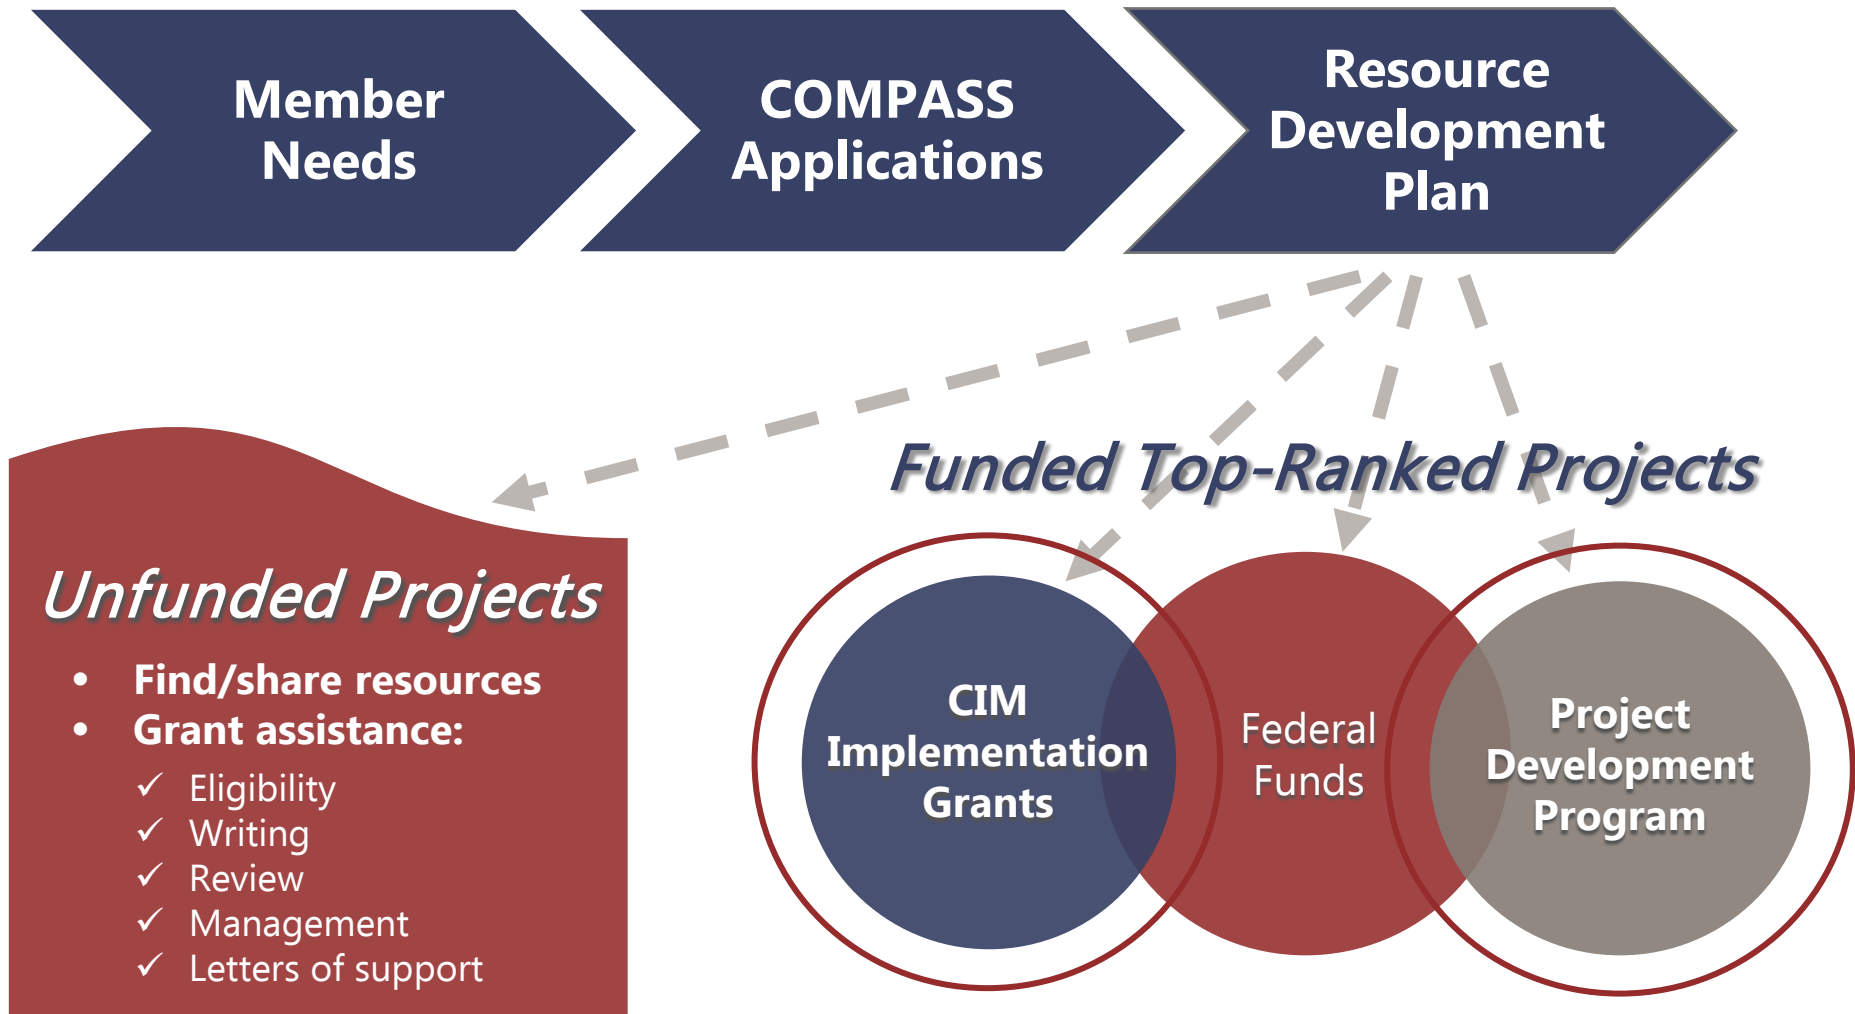 Member
Needs
COMPASS
Applications
Resource
Development
Plan
Unfunded Projects
• Find/share resources
• Grant assistance:
✓ Eligibility
✓ Writing
✓ Review
✓ Management
✓ Letters of support
Funded Top-Ranked Projects
CIM
Implementation
Grants
Federal
Funds
Project
Development
Program